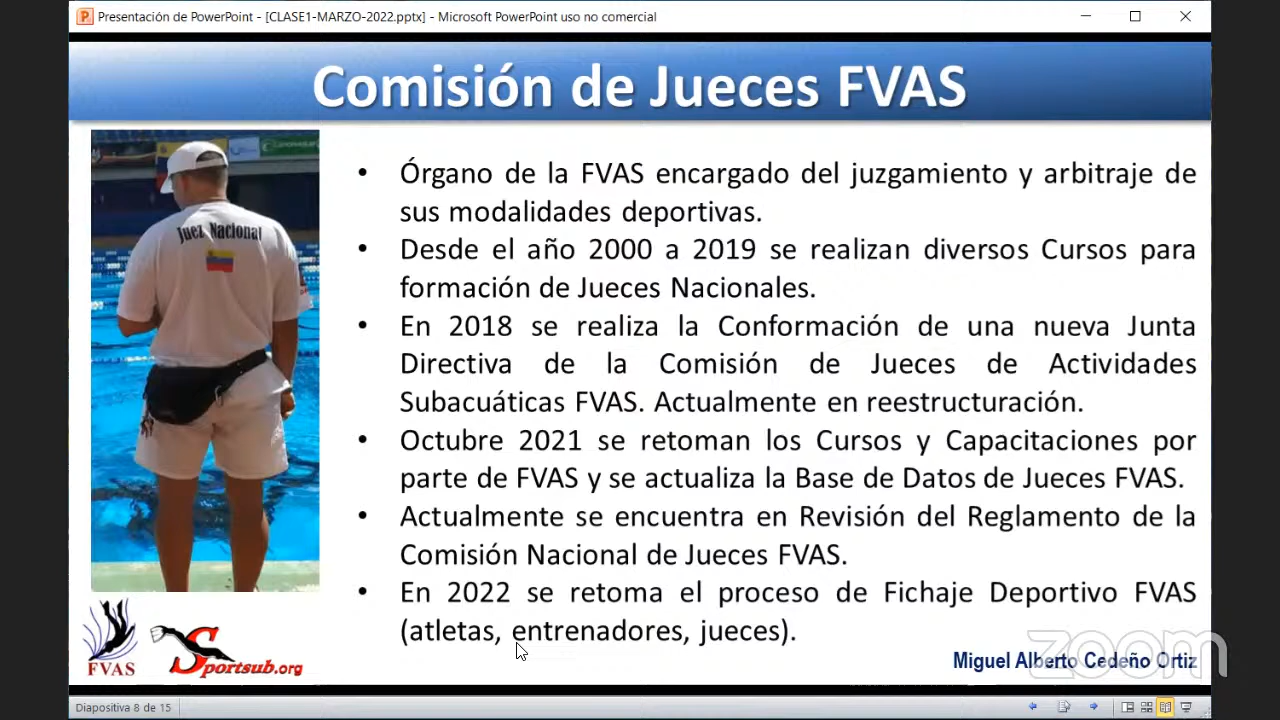 Presentación de PowerPoint - [CLASE1-MARZO-2022.pptx] - Microsoft PowerPoint uso no comercial
Comisión de Jueces FVAS
Juez Nacional
• Órgano de la FVAS encargado del juzgamiento y arbitraje de
sus modalidades deportivas.
• Desde el año 2000 a 2019 se realizan diversos Cursos para
formación de Jueces Nacionales.
• En 2018 se realiza la Conformación de una nueva Junta
Directiva de la Comisión de Jueces de Actividades
Subacuáticas FVAS. Actualmente en reestructuración.
• Octubre 2021 se retoman los Cursos y Capacitaciones por
parte de FVAS y se actualiza la Base de Datos de Jueces FVAS.
• Actualmente se encuentra en Revisión del Reglamento de la
Comisión Nacional de Jueces FVAS.
• En 2022 se retoma el proceso de Fichaje Deportivo FVAS
(atletas, entrenadores, jueces).
FVAS
Sportsub.org
Miguel Alberto Cedeño Ortiz
zoom
Diapositiva 8 de 15